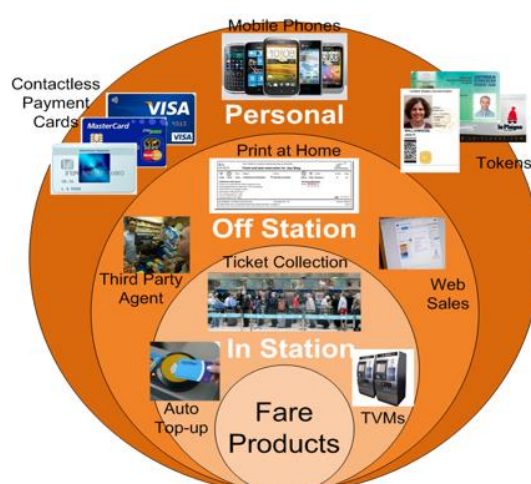 Mobile Phones
Contactless
Payment
Cards
VISA
MasterCard
VISA
Personal
Tokens
Print at Home
Off Station
Third Party
Agent
Web
Sales
Ticket Collection
In Station
Auto
Top-up
TVMs
Fare
Products